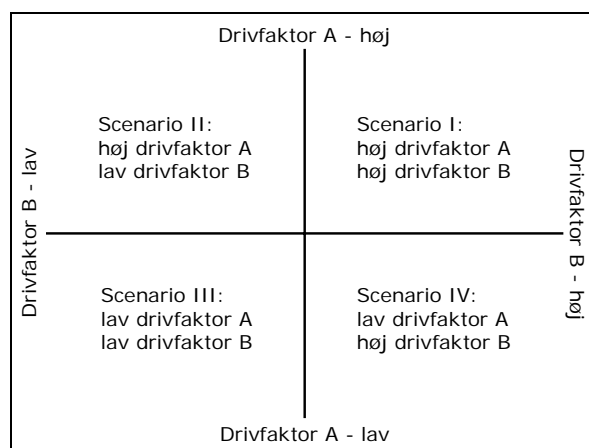 Drivfaktor A - høj
Scenario II:
høj drivfaktor A
lav drivfaktor B
Scenario I:
høj drivfaktor A
høj drivfaktor B
Drivfaktor B - lav
Drivfaktor B - høj
Scenario III:
lav drivfaktor A
lav drivfaktor B
Scenario IV:
lav drivfaktor A
høj drivfaktor B
Drivfaktor A - lav